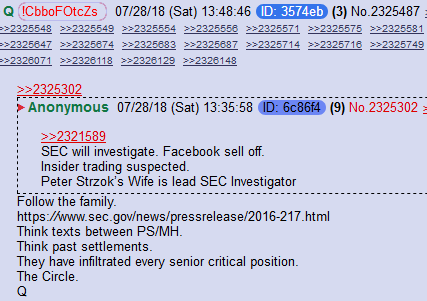 Q !CbboFOtcZs 07/28/18 (Sat) 13:48:46 ID: 3574eb (3) No.2325487
>>2325548 >>2325549 >>2325554 >>2325556 >>2325571 >>2325575 >>2325581
>>2325647 >>2325674 >>2325683 >>2325687 >>2325714 >>2325716 >>2325749
>>2326071 >>2326118 >>2326129 >>2326148
>>2325302
Anonymous 07/28/18 (Sat) 13:35:58 ID: 6c86f4 (9) No.2325302
>>2321589
SEC will investigate. Facebook sell off.
Insider trading suspected.
Peter Strzok's Wife is lead SEC Investigator
Follow the family.
https://www.sec.gov/news/pressrelease/2016-217.html
Think texts between PS/MH.
Think past settlements.
They have infiltrated every senior critical position.
The Circle.
Q